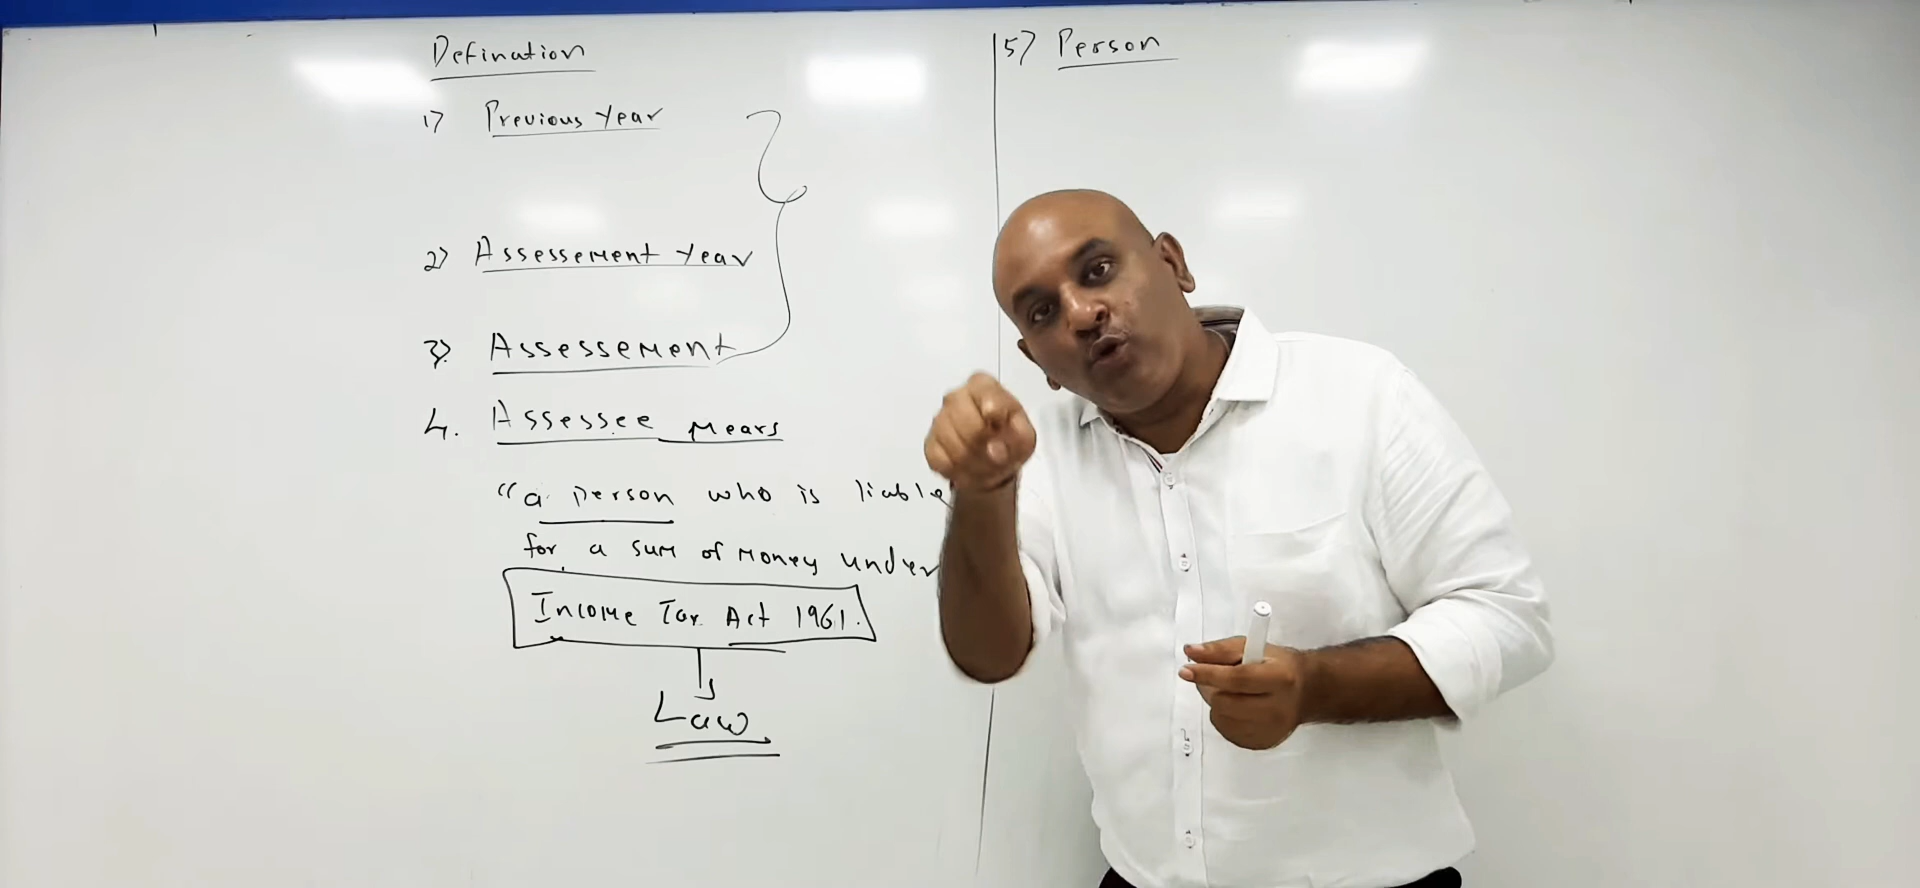 Defination
1) Previous Year
2) Assessement Year
3) Assessement
4. Assessee means
"a person who is liable
for a sum of money under
Income Tax Act 1961.
Law
5) Person